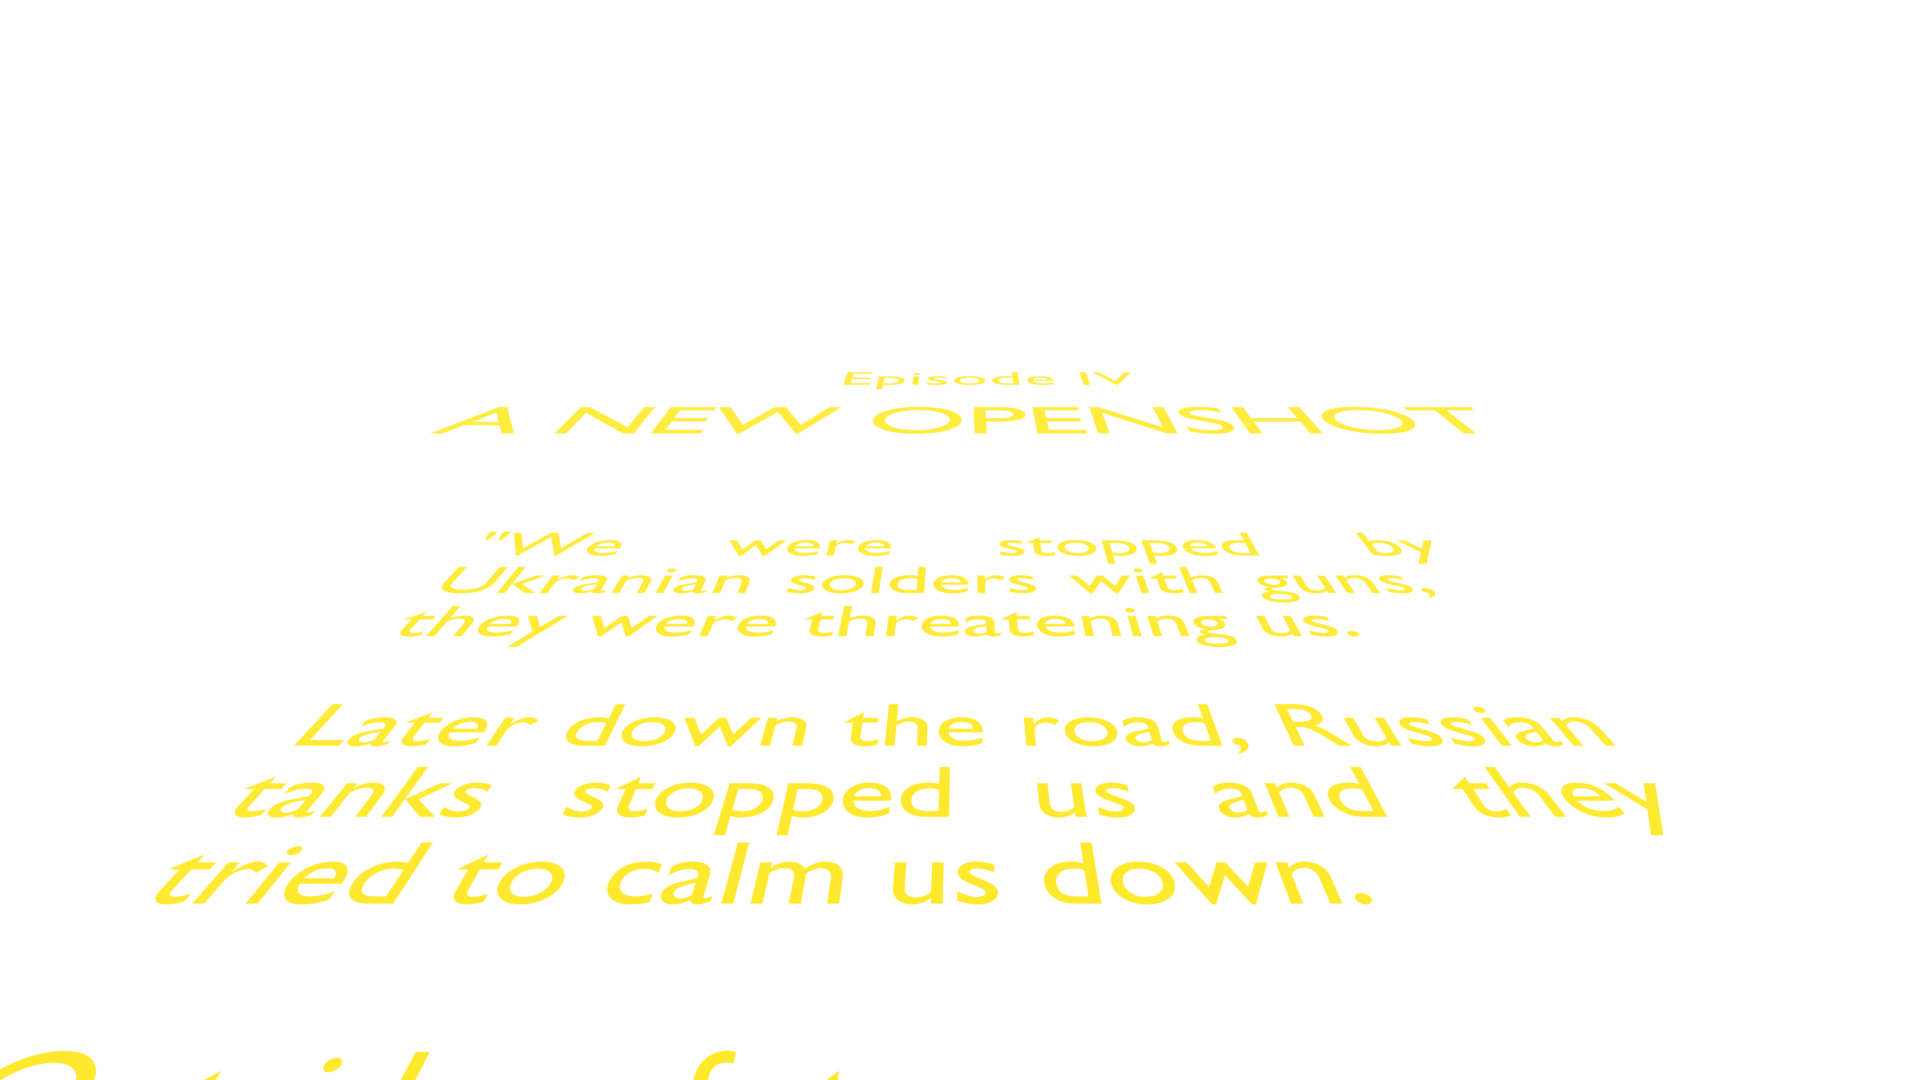 Episode IV
A NEW OPENSHOT
"We were stopped by
Ukranian solders with guns,
they were threatening us.
Later down the road, Russian
tanks stopped us and they
tried to calm us down.